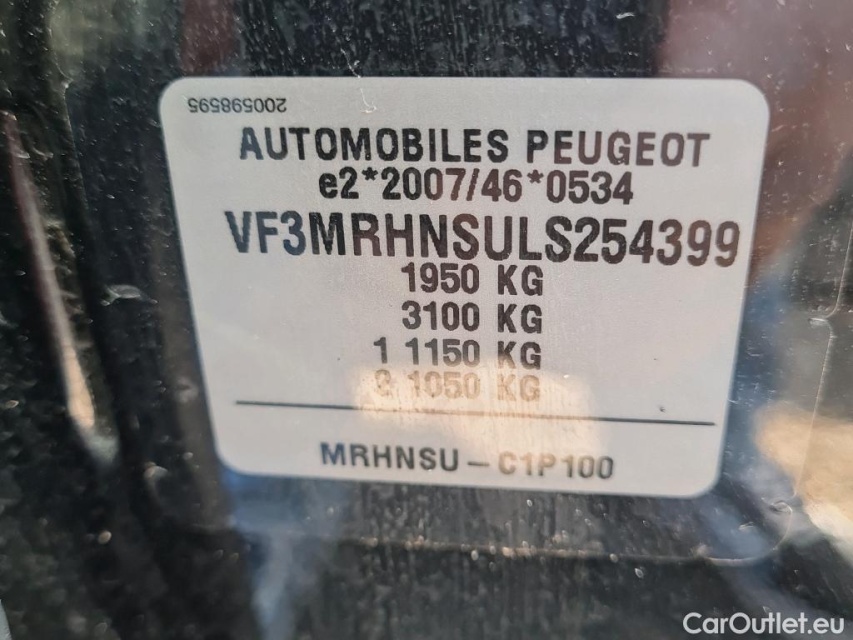 200598595
AUTOMOBILES PEUGEOT
e2*2007/46*0534
VF3MRHNSULS254399
1950 KG
3100 KG
1 1150 KG
2 1050 KG
MRHNSU - C1P100
CarOutlet.eu